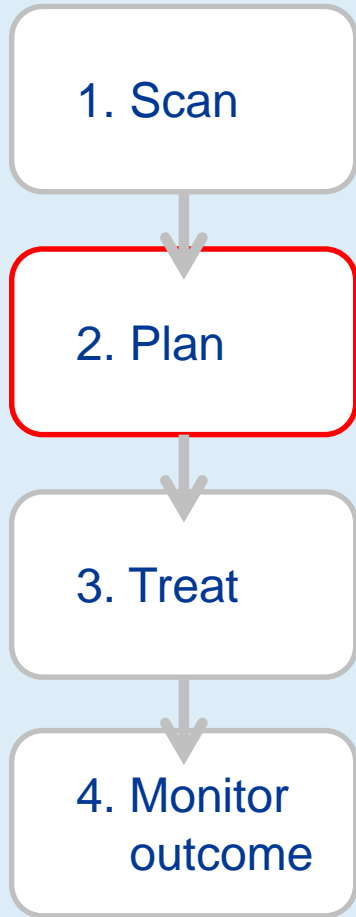 1. Scan
2. Plan
3. Treat
4. Monitor
outcome